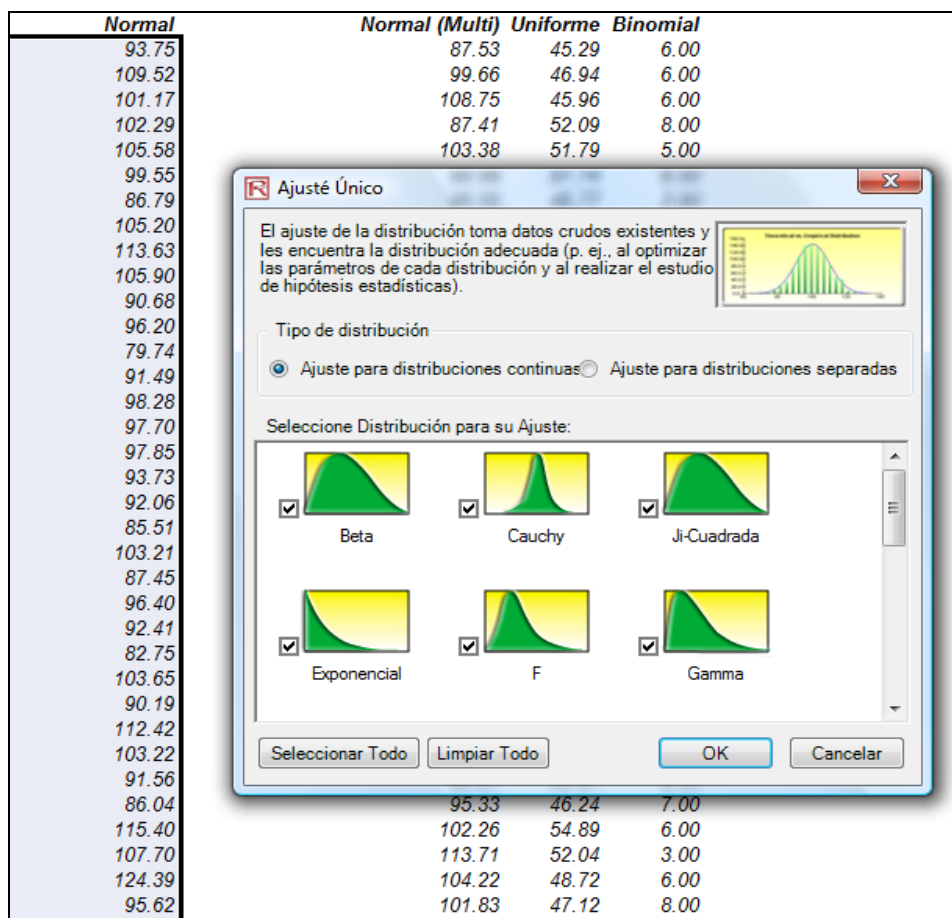 Normal Normal (Multi) Uniforme Binomial
93.75 87.53 45.29 6.00
109.52 99.66 46.94 6.00
101.17 108.75 45.96 6.00
102.29 87.41 52.09 8.00
105.58 103.38 51.79 5.00
99.55
86.79
105.20
113.63
105.90
90.68
96.20
79.74
91.49
98.28
97.70
97.85
93.73
92.06
85.51
103.21
87.45
96.40
92.41
82.75
103.65
90.19
112.42
103.22
91.56
86.04 95.33 46.24 7.00
115.40 102.26 54.89 6.00
107.70 113.71 52.04 3.00
124.39 104.22 48.72 6.00
95.62 101.83 47.12 8.00
Ajusté Único
El ajuste de la distribución toma datos crudos existentes y
les encuentra la distribución adecuada (p. ej., al optimizar
las parámetros de cada distribución y al realizar el estudio
de hipótesis estadísticas).
Tipo de distribución
Ajuste para distribuciones continuas Ajuste para distribuciones separadas
Seleccione Distribución para su Ajuste:
Beta Cauchy Ji-Cuadrada
Exponencial F Gamma
Seleccionar Todo Limpiar Todo OK Cancelar